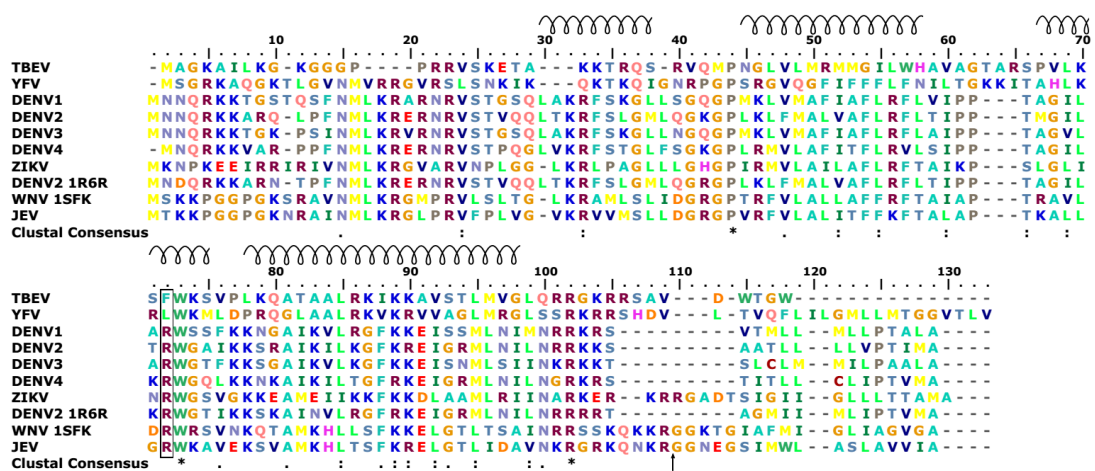 10 20 30 40 50 60 70
TBEV -MAGKAILKG-KGGGP----PRRVSKETA---KKTRQS-RVQMPNGLVLMRMMGILWHAVAGTARSPVLK
YFV -MSGRKAQGKTLGVNMVRRGVRSLSNKIK---QKTKQIGNRPGPSRGVQGFIFFFLFNILTGKKITAHLK
DENV1 MNNQRKKTGSTQSFNMLKRARNRVSTGSQLAKRFSKGLLSGQGPMKLVMAFIAFLRFLVIPP---TAGIL
DENV2 MNNQRKKARQ-LPFNMLKRERNRVSTVQQLTKRFSLGMLQGKGPLKLFMALVAFLRFLTIPP---TMGIL
DENV3 MNNQRKKTGK-PSINMLKRVRNRVSTGSQLAKRFSKGLLNGQGPMKLVMAFIAFLRFLAIPP---TAGVL
DENV4 -MNQRKKVVR-PPFNMLKRERNRVSTPQGLVKRFSTGLFSGKGPLRMVLAFITFLRVLSIPP---TAGIL
ZIKV MKNPKEEIRRIRIVNMLKRGVARVNPLGG-LKRLPAGLLLGHGPIRMVLAILAFLRFTAIKP---SLGLI
DENV2 1R6R MNDQRKKARN-TPFNMLKRERNRVSTVQQLTKRFSLGMLQGRGPLKLFMALVAFLRFLTIPP---TAGIL
WNV 1SFK MSKKPGGPGKSRAVNMLKRGMPRVLSLTG-LKRAMLSLIDGRGPTRFVLALLAFFRFTAIAP---TRAVL
JEV MTKKPGGPGKNRAINMLKRGLPRVFPLVG-VKRVVMSLLDGRGPVRFVLALITFFKFTALAP---TKALL
Clustal Consensus . : : * . : : : : :
80 90 100 110 120 130
TBEV SFWKSVPLKQATAALRKIKKAVSTLMVGLQRRGKRRSAV---D-WTGW---------------
YFV RLWKMLDPRQGLAALRKVKRVVAGLMRGLSSRKRRSHDV---L-TVQFLILGMLLMTGGVTLV
DENV1 ARWSSFKKNGAIKVLRGFKKEISSMLNIMNRRKKS---------VTMLL--MLLPTALA----
DENV2 TRWGAIKKSRAIKILKGFRKEIGRMLNILNRRKKS---------AATLL--LLVPTIMA----
DENV3 ARWGTFKKSGAIKVLKGFKKEISNMLSIINKRKKT---------SLCLM--MILPAALA----
DENV4 KRWGQLKKNKAIKILTGFRKEIGRMLNILNGRKRS---------TITLL--CLIPTVMA----
ZIKV NRWGSVGKKEAMEIIKKFKKDLAAMLRIINARKER-KRRGADTSIGII--GLLLTTAMA----
DENV2 1R6R KRWGTIKKSKAINVLRGFRKEIGRMLNILNRRRRT---------AGMII--MLIPTVMA----
WNV 1SFK DRWRSVNKQTAMKHLLSFKKELGTLTSAINRRSSKQKKRGGKTGIAFMI--GLIAGVGA----
JEV GRWKAVEKSVAMKHLTSFKRELGTLIDAVNKRGRKQNKRGGNEGSIMWL--ASLAVVIA----
Clustal Consensus * . . : : : : : . : : . *